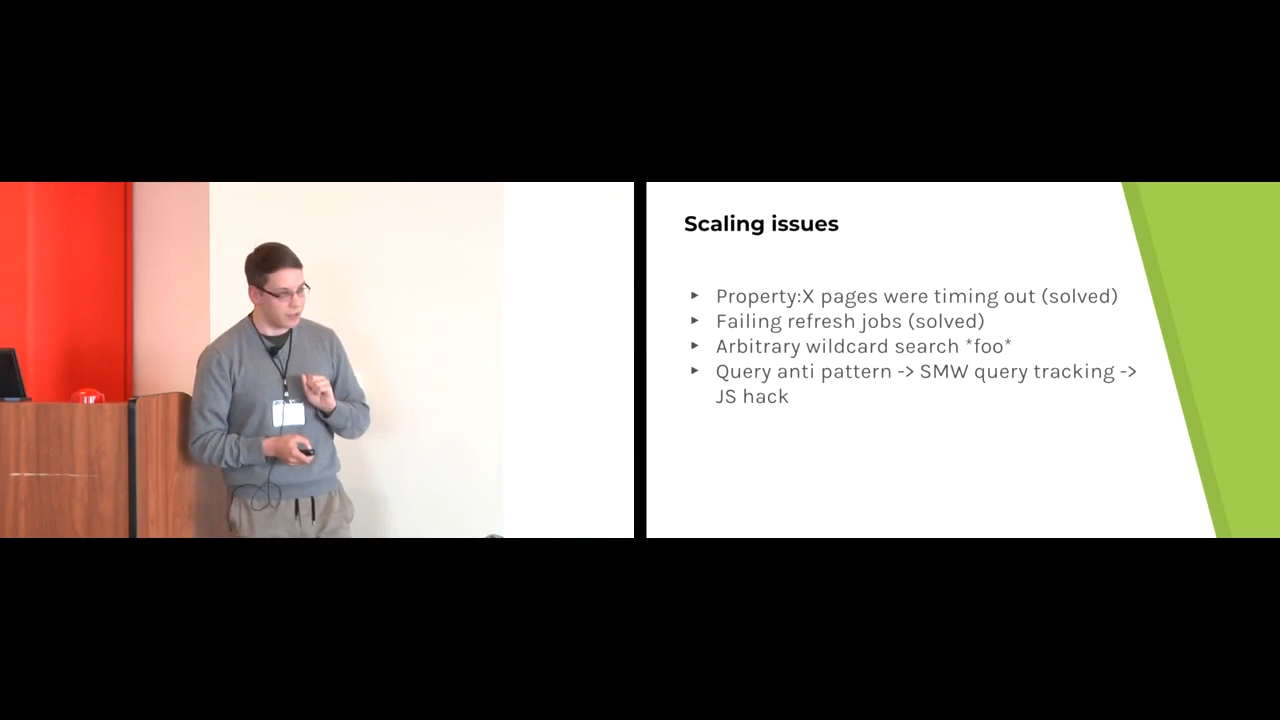 Scaling issues
Property:X pages were timing out (solved)
Failing refresh jobs (solved)
Arbitrary wildcard search *foo*
Query anti pattern -> SMW query tracking ->
JS hack